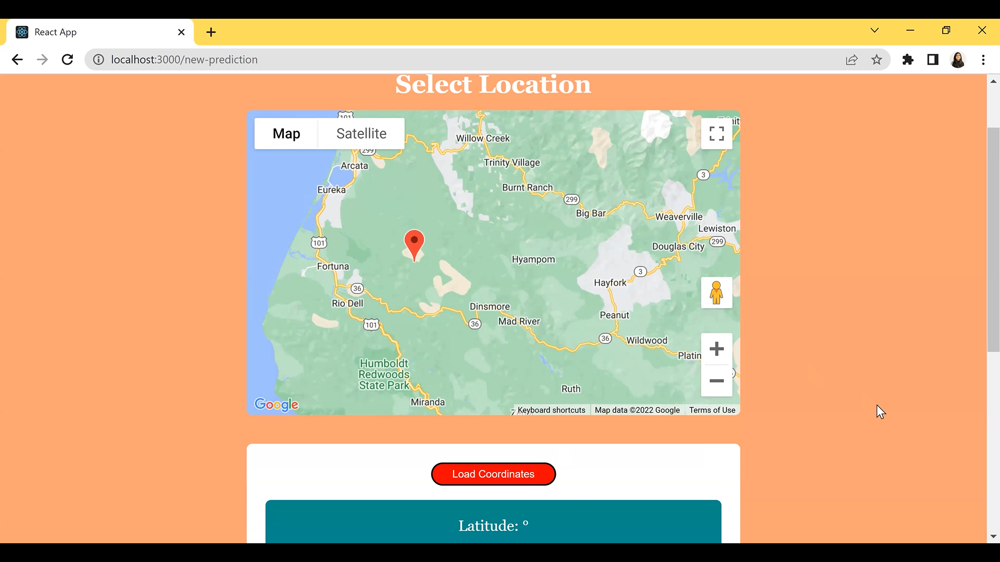 React App
localhost:3000/new-prediction
Select Location
Map
Satellite
101
299
Willow Creek
Arcata
Trinity Village
3
Eureka
Burnt Ranch
299
Big Bar
Weaverville
Lewiston
101
299
Douglas City
Hyampom
Fortuna
3
Hayfork
36
Rio Dell
Dinsmore
Peanut
101
36
Mad River
36
Wildwood
Platin
Humboldt
Redwoods
State Park
Ruth
Miranda
Google
Keyboard shortcuts
Map data ©2022 Google
Terms of Use
Load Coordinates
Latitude: °